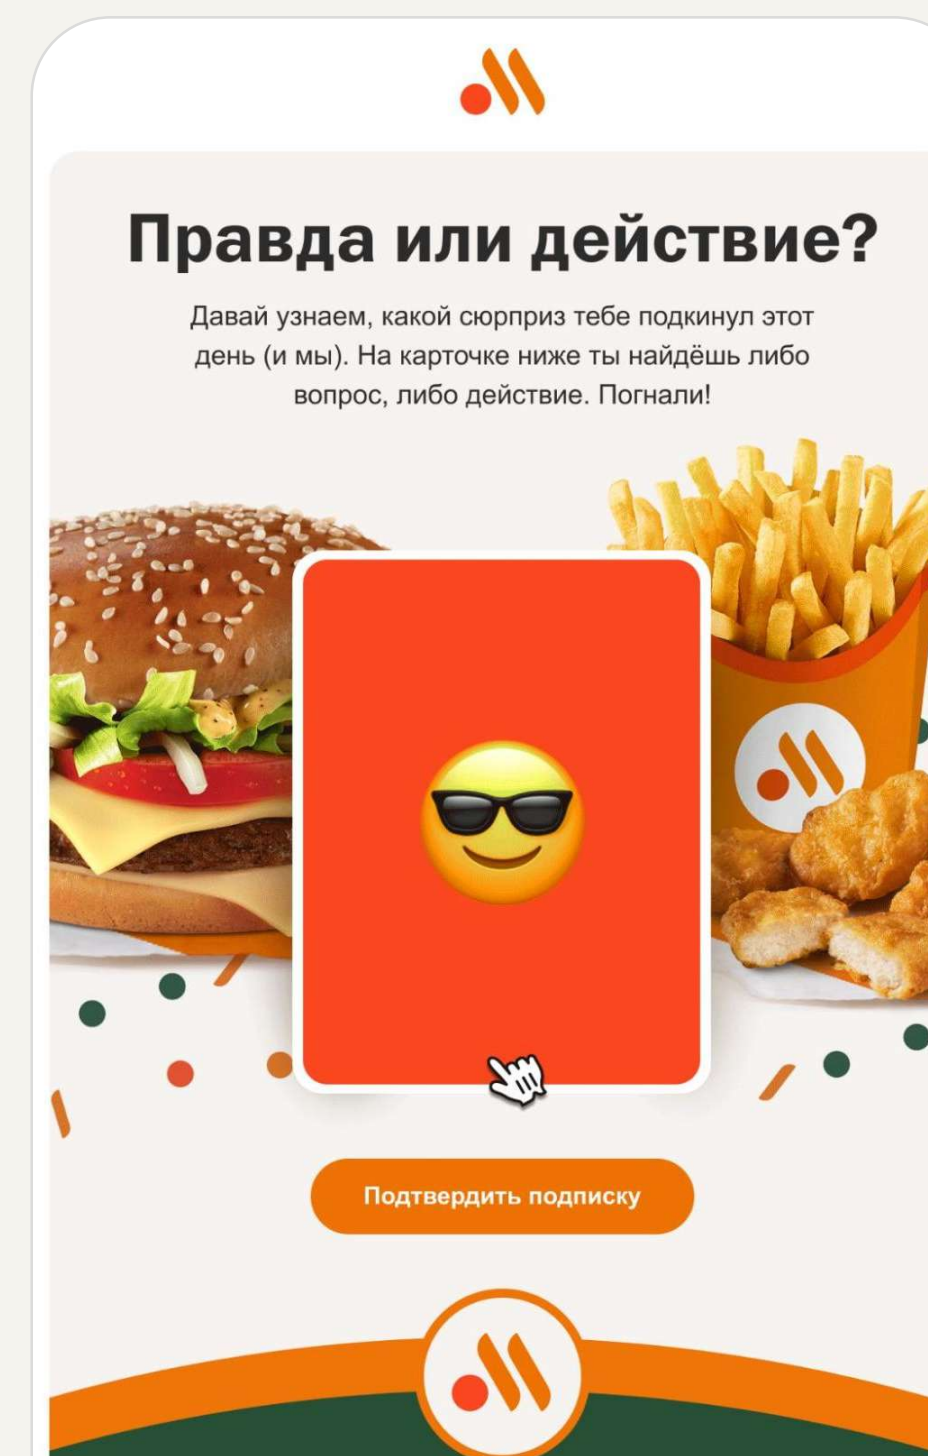 Правда или действие?
Давай узнаем, какой сюрприз тебе подкинул этот
день (и мы). На карточке ниже ты найдёшь либо
вопрос, либо действие. Погнали!
Подтвердить подписку